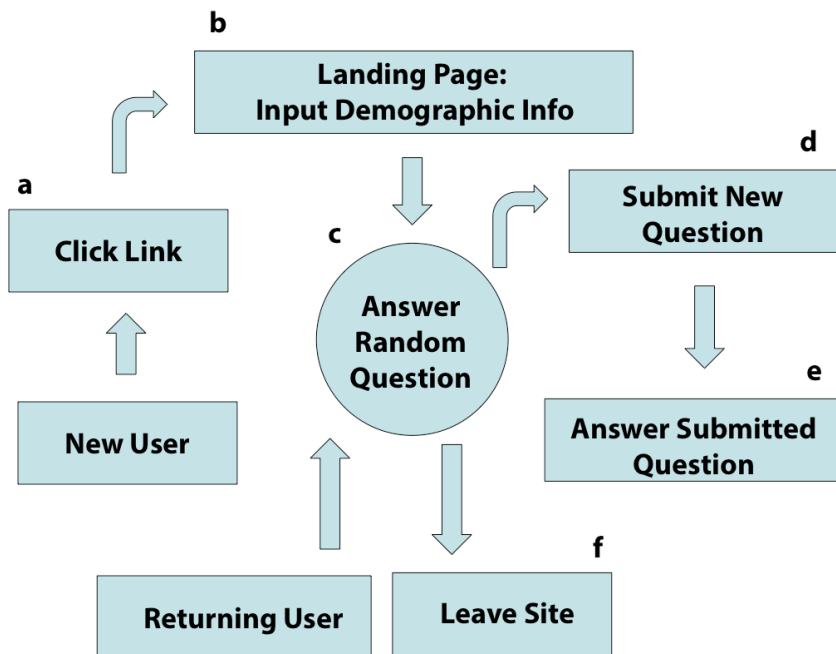 b
Landing Page:
Input Demographic Info
a
Click Link
New User
c
Answer
Random
Question
d
Submit New
Question
e
Answer Submitted
Question
Returning User
f
Leave Site